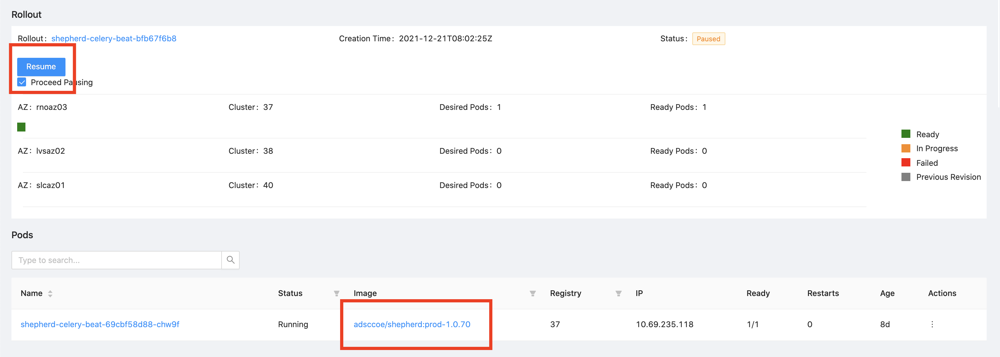 Rollout
Rollout: shepherd-celery-beat-bfb67f6b8 Creation Time: 2021-12-21T08:02:25Z Status: Paused
Resume
Proceed Pausing
AZ: rnoaz03 Cluster: 37 Desired Pods: 1 Ready Pods: 1
AZ: lvsaz02 Cluster: 38 Desired Pods: 0 Ready Pods: 0
AZ: slcaz01 Cluster: 40 Desired Pods: 0 Ready Pods: 0
Ready
In Progress
Failed
Previous Revision
Pods
Type to search...
Name Status Image Registry IP Ready Restarts Age Actions
shepherd-celery-beat-69cbf58d88-chw9f Running adsccoe/shepherd:prod-1.0.70 37 10.69.235.118 1/1 0 8d